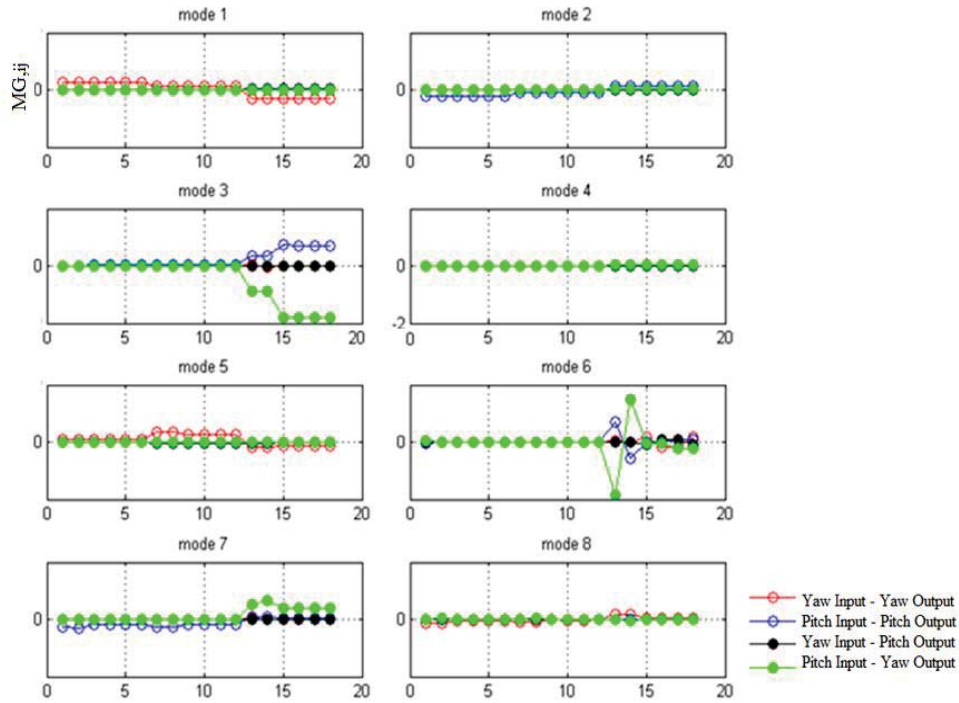 mode 1
mode 2
MG,ij
0
0
0 5 10 15 20
0 5 10 15 20
mode 3
mode 4
0
0
-2
0 5 10 15 20
0 5 10 15 20
mode 5
mode 6
0
0
0 5 10 15 20
0 5 10 15 20
mode 7
mode 8
0
0
0 5 10 15 20
0 5 10 15 20
Yaw Input - Yaw Output
Pitch Input - Pitch Output
Yaw Input - Pitch Output
Pitch Input - Yaw Output